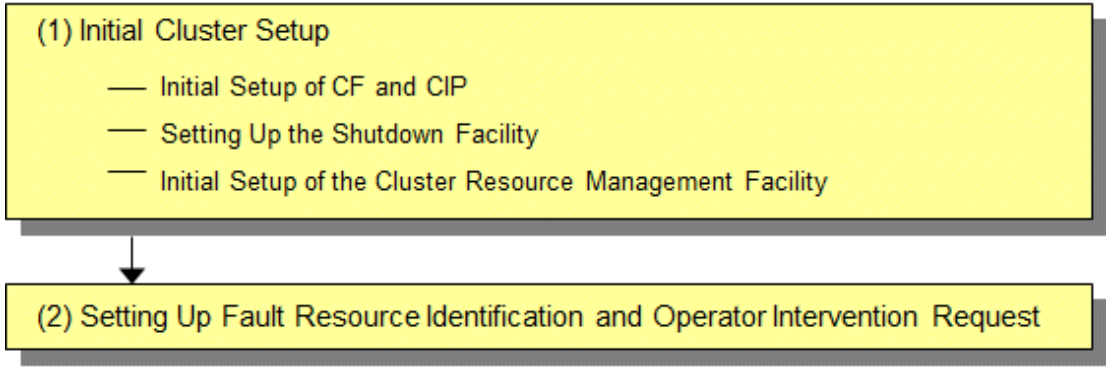 (1) Initial Cluster Setup
Initial Setup of CF and CIP
Setting Up the Shutdown Facility
Initial Setup of the Cluster Resource Management Facility
(2) Setting Up Fault Resource Identification and Operator Intervention Request